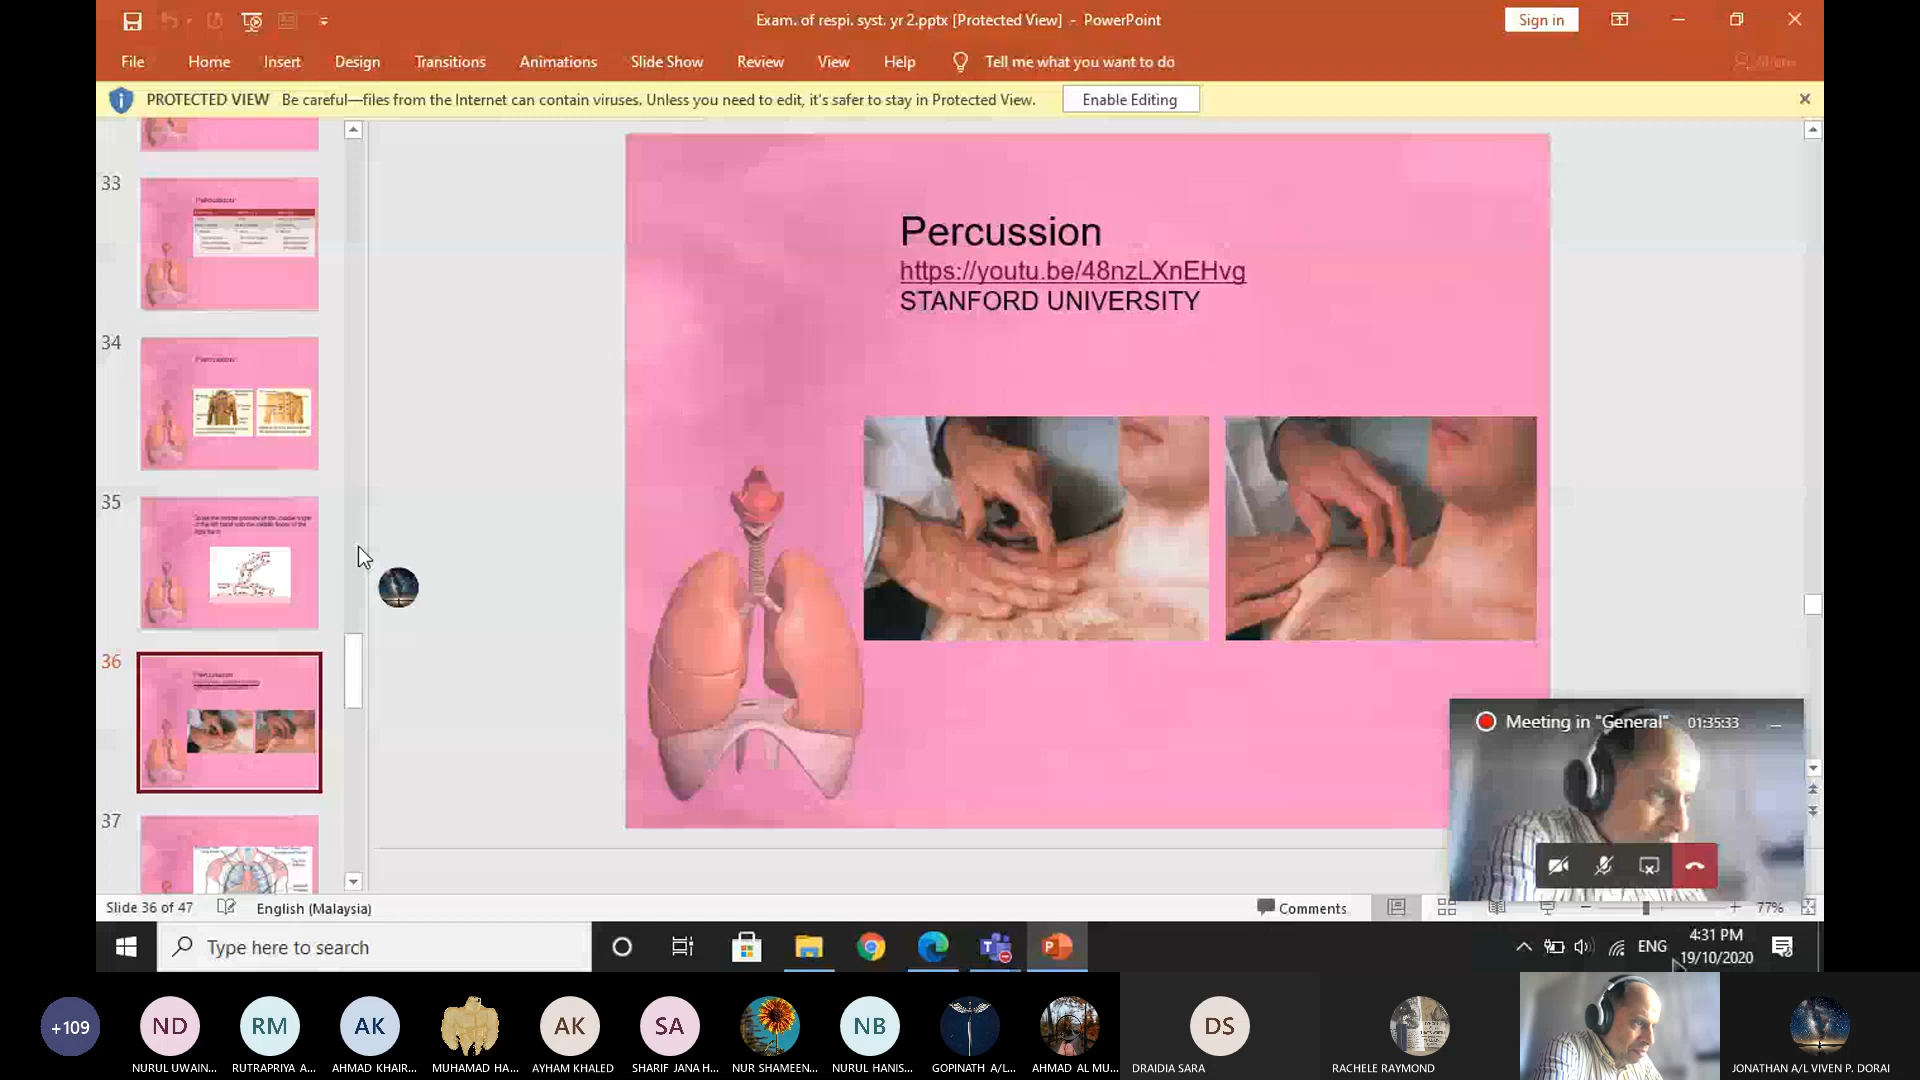 Exam. of respi. syst. yr 2.pptx [Protected View] - PowerPoint
Sign in
File Home Insert Design Transitions Animations Slide Show Review View Help Tell me what you want to do
PROTECTED VIEW Be careful—files from the Internet can contain viruses. Unless you need to edit, it's safer to stay in Protected View. Enable Editing
33
Percussion
34
Percussion
35
36
Percussion
37
Percussion
https://youtu.be/48nzLXnEHvg
STANFORD UNIVERSITY
Meeting in "General" 01:35:33
Slide 36 of 47 English (Malaysia) Comments 77%
Type here to search
ENG
4:31 PM
19/10/2020
+109 ND RM AK AK SA NB DS
NURUL UWAIN... RUTRAPRIYA A... AHMAD KHAIR... MUHAMAD HA... AYHAM KHALED SHARIF JANA H... NUR SHAMEEN... NURUL HANIS... GOPINATH A/L... AHMAD AL MU... DRAIDIA SARA RACHELE RAYMOND JONATHAN A/L VIVEN P. DORAI